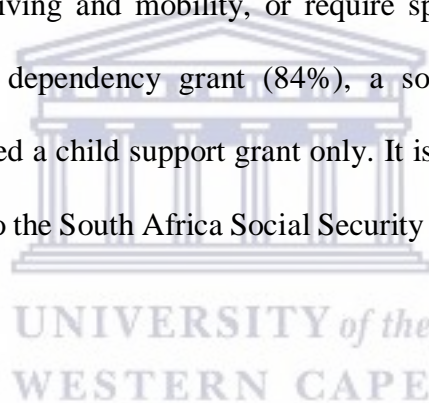 iving and mobility, or require sp
dependency grant (84%), a so
ed a child support grant only. It is
o the South Africa Social Security
UNIVERSITY of the
WESTERN CAPE